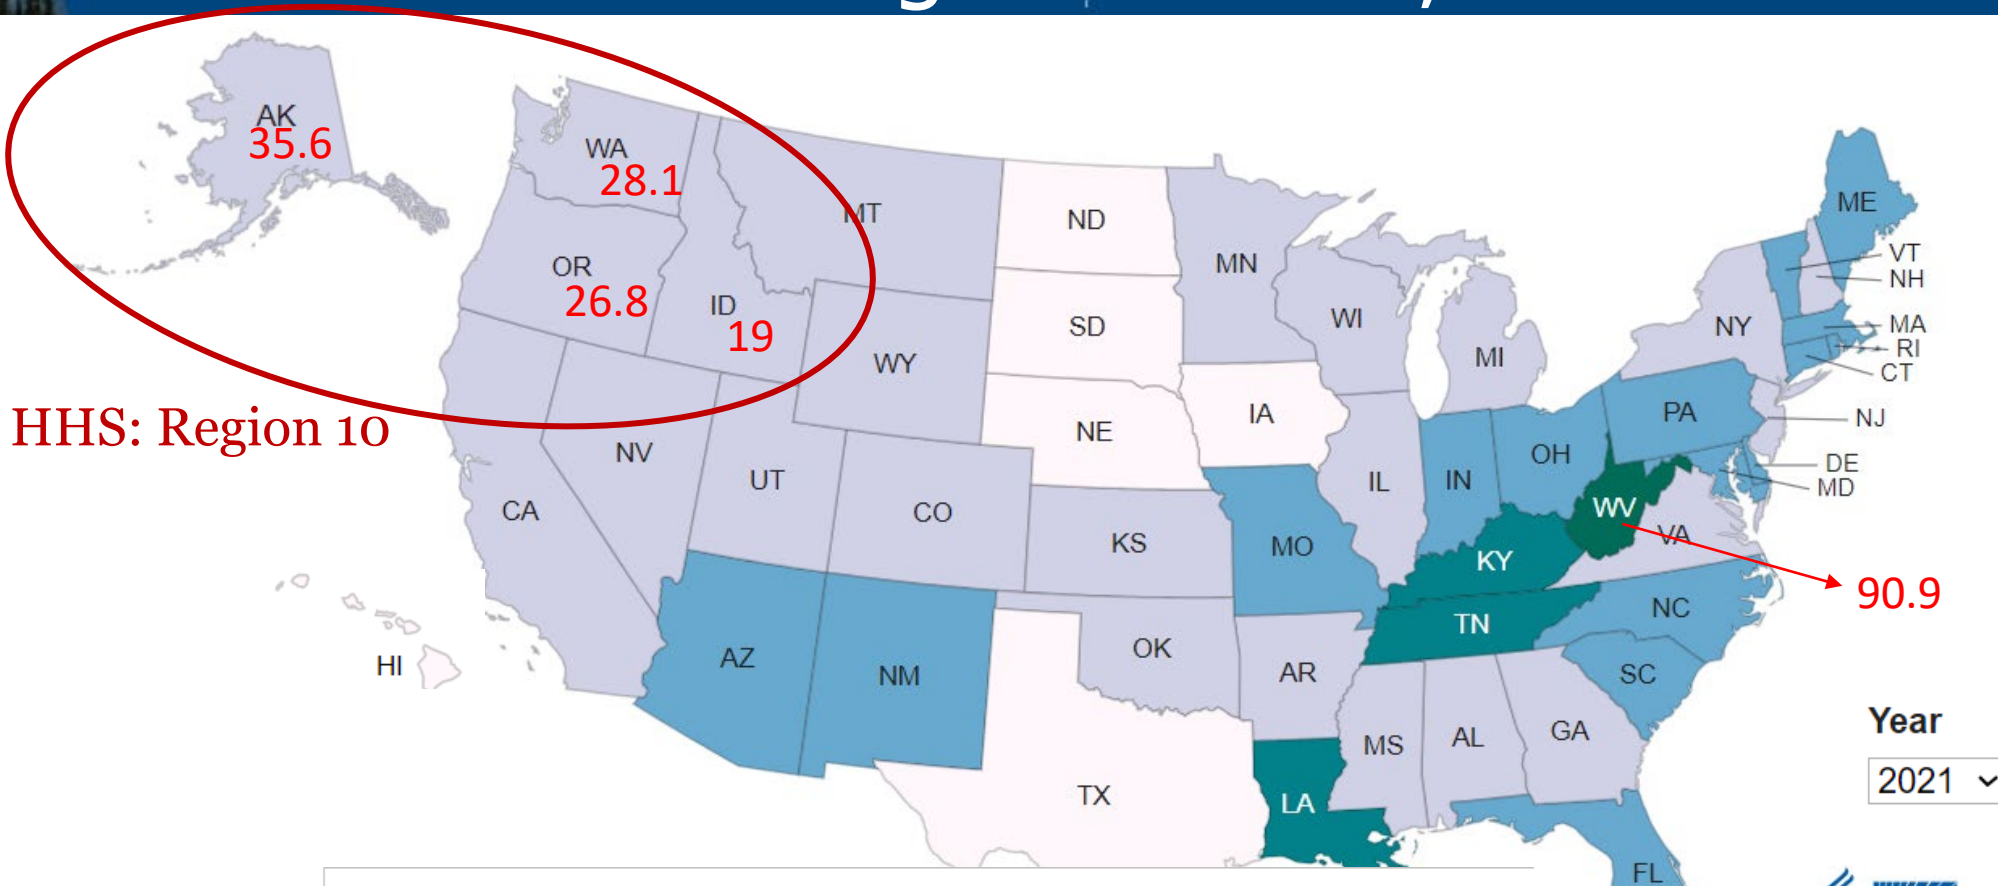 AK
35.6
WA
28.1
MT
ND
MN
ME
VT
NH
OR
26.8
ID
19
SD
WI
MI
NY
MA
RI
CT
WY
HHS: Region 10
NE
IA
PA
NJ
NV
UT
CO
IL
IN
OH
DE
MD
CA
KS
MO
KY
WV
VA
90.9
HI
AZ
NM
OK
AR
TN
NC
SC
TX
LA
MS
AL
GA
Year
2021
FL